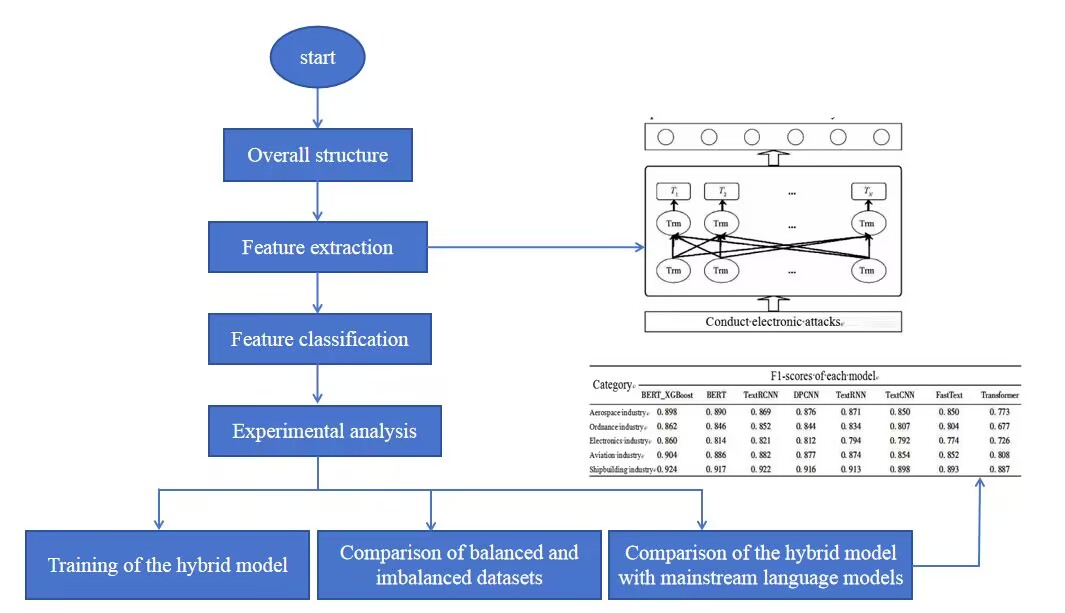 start
Overall structure
Feature extraction
Feature classification
Experimental analysis
Training of the hybrid model
Comparison of balanced and
imbalanced datasets
Comparison of the hybrid model
with mainstream language models
T1 T2 ... TN
Trm Trm ... Trm
Trm Trm ... Trm
Conduct electronic attacks
Category F1-scores of each model
BERT_XGBoost BERT TextRCNN DPCNN TextRNN TextCNN FastText Transformer
Aerospace industry 0.898 0.890 0.869 0.876 0.871 0.850 0.850 0.773
Ordnance industry 0.862 0.846 0.852 0.844 0.834 0.807 0.804 0.677
Electronics industry 0.860 0.814 0.821 0.812 0.794 0.792 0.774 0.726
Aviation industry 0.904 0.886 0.882 0.877 0.874 0.854 0.852 0.808
Shipbuilding industry 0.924 0.917 0.922 0.916 0.913 0.898 0.893 0.887